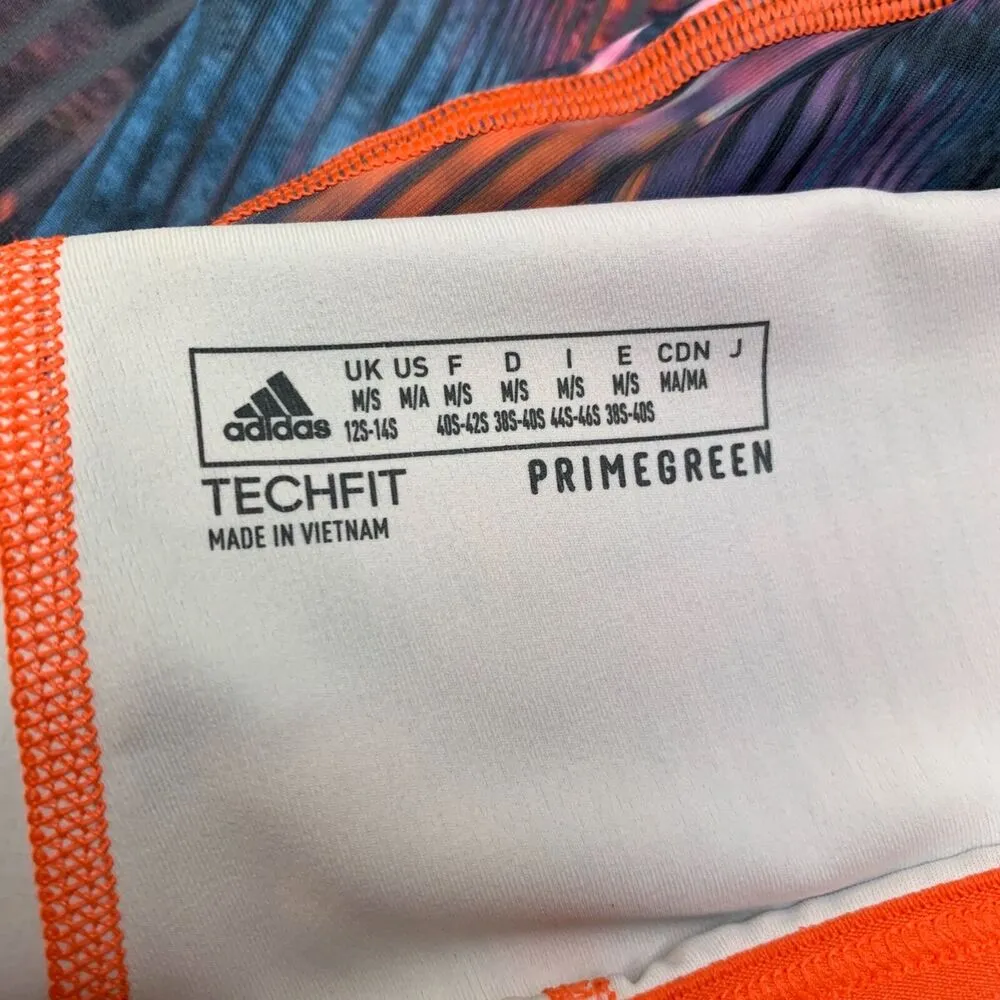 adidas
UK US F D I E CDN J
M/S M/A M/S M/S M/S M/S MA/MA
12S-14S 40S-42S 38S-40S 44S-46S 38S-40S
TECHFIT PRIMEGREEN
MADE IN VIETNAM